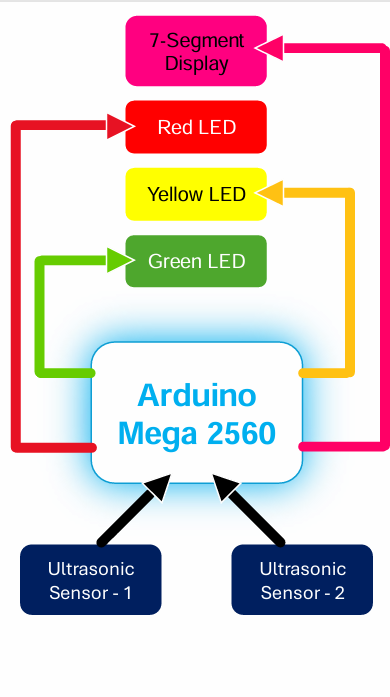 7-Segment
Display
Red LED
Yellow LED
Green LED
Arduino
Mega 2560
Ultrasonic
Sensor - 1
Ultrasonic
Sensor - 2